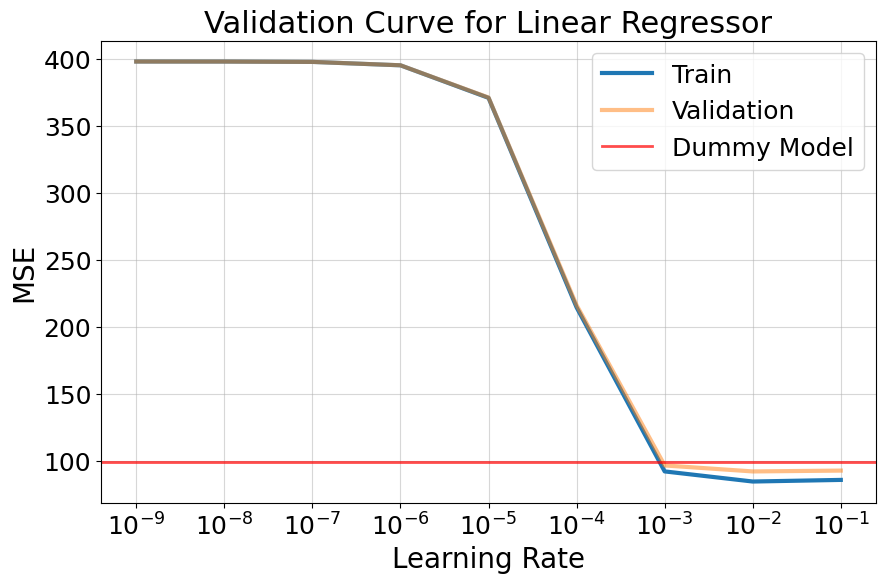 Validation Curve for Linear Regressor
400
350
300
250
200
150
100
MSE
Train
Validation
Dummy Model
10⁻⁹ 10⁻⁸ 10⁻⁷ 10⁻⁶ 10⁻⁵ 10⁻⁴ 10⁻³ 10⁻² 10⁻¹
Learning Rate